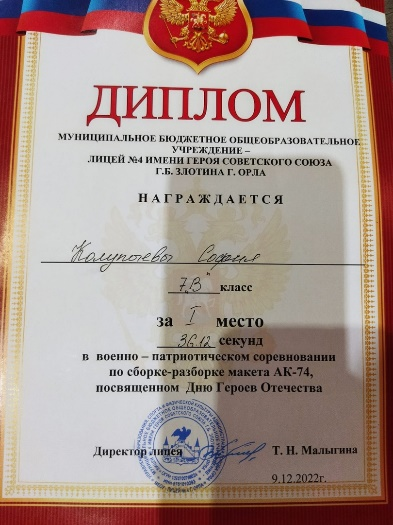 ДИПЛОМ
МУНИЦИПАЛЬНОЕ БЮДЖЕТНОЕ ОБЩЕОБРАЗОВАТЕЛЬНОЕ
УЧРЕЖДЕНИЕ –
ЛИЦЕЙ №4 ИМЕНИ ГЕРОЯ СОВЕТСКОГО СОЮЗА
Г.Б. ЗЛОТИНА Г. ОРЛА
НАГРАЖДАЕТСЯ
София
7„В" класс
за I место
36.12 секунд
в военно – патриотическом соревновании
по сборке-разборке макета АК-74,
посвященном Дню Героев Отечества
Директор лицея Т. Н. Малыгина
9.12.2022г.